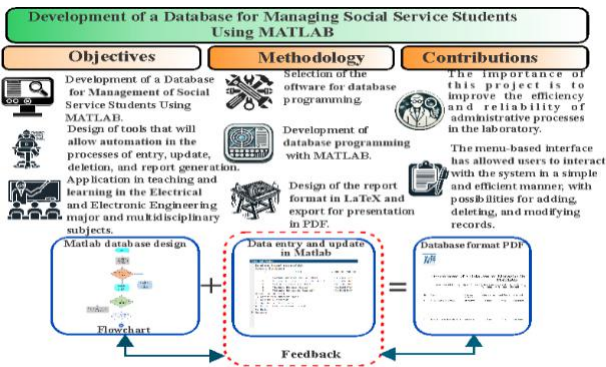 Development of a Database for Managing Social Service Students
Using MATLAB
Objectives
Development of a Database
for Management of Social
Service Students Using
MATLAB.
Design of tools that will
allow automation in the
processes of entry, update,
deletion, and report generation.
Application in teaching and
learning in the Electrical
and Electronic Engineering
major and multidisciplinary
subjects.
Methodology
Selection of the
oftware for database
programming.
Development of
database programming
with MATLAB.
Design of the report
format in LaTeX and
export for presentation
in PDF.
Contributions
The importance of
this project is to
improve the efficiency
and reliability of
administrative processes
in the laboratory.
The menu-based interface
has allowed users to interact
with the system in a simple
and efficient manner, with
possibilities for adding,
deleting, and modifying
records.
Matlab database design
Flowchart
+
Data entry and update
in Matlab
=
Database format PDF
Feedback